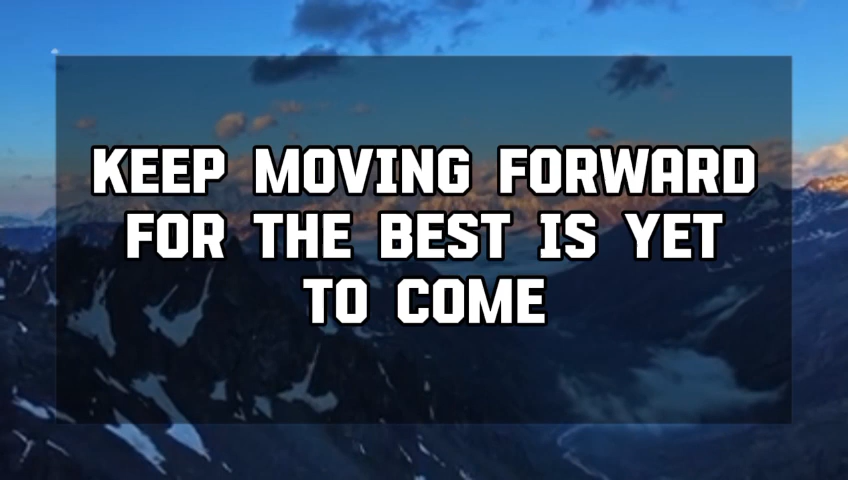 KEEP MOVING FORWARD
FOR THE BEST IS YET
TO COME